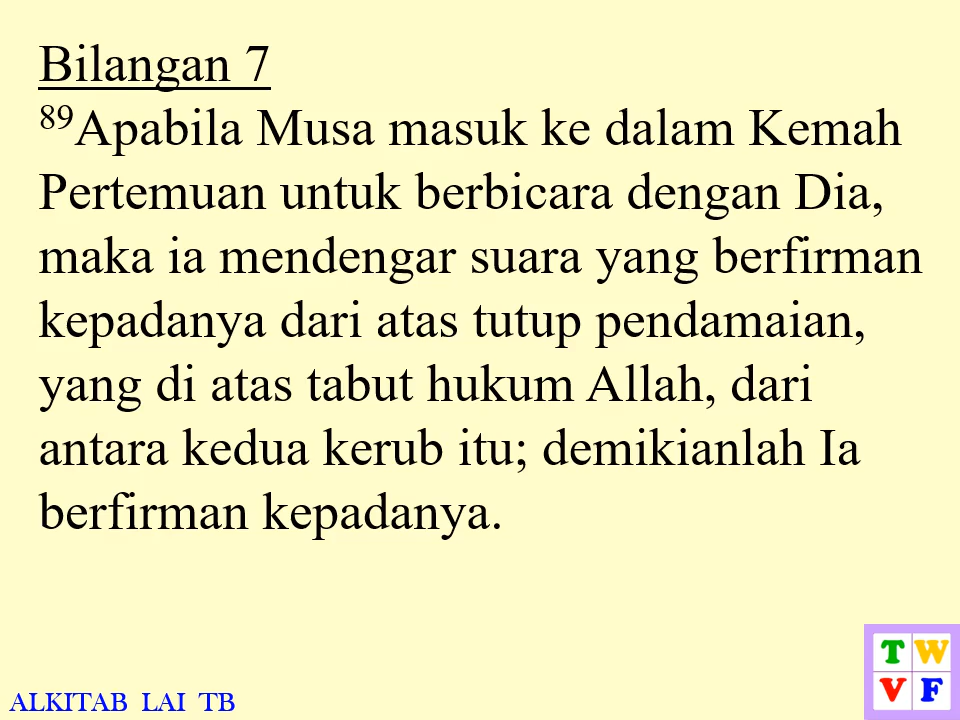 Bilangan 7
⁸⁹Apabila Musa masuk ke dalam Kemah
Pertemuan untuk berbicara dengan Dia,
maka ia mendengar suara yang berfirman
kepadanya dari atas tutup pendamaian,
yang di atas tabut hukum Allah, dari
antara kedua kerub itu; demikianlah Ia
berfirman kepadanya.
ALKITAB LAI TB
T W
V F